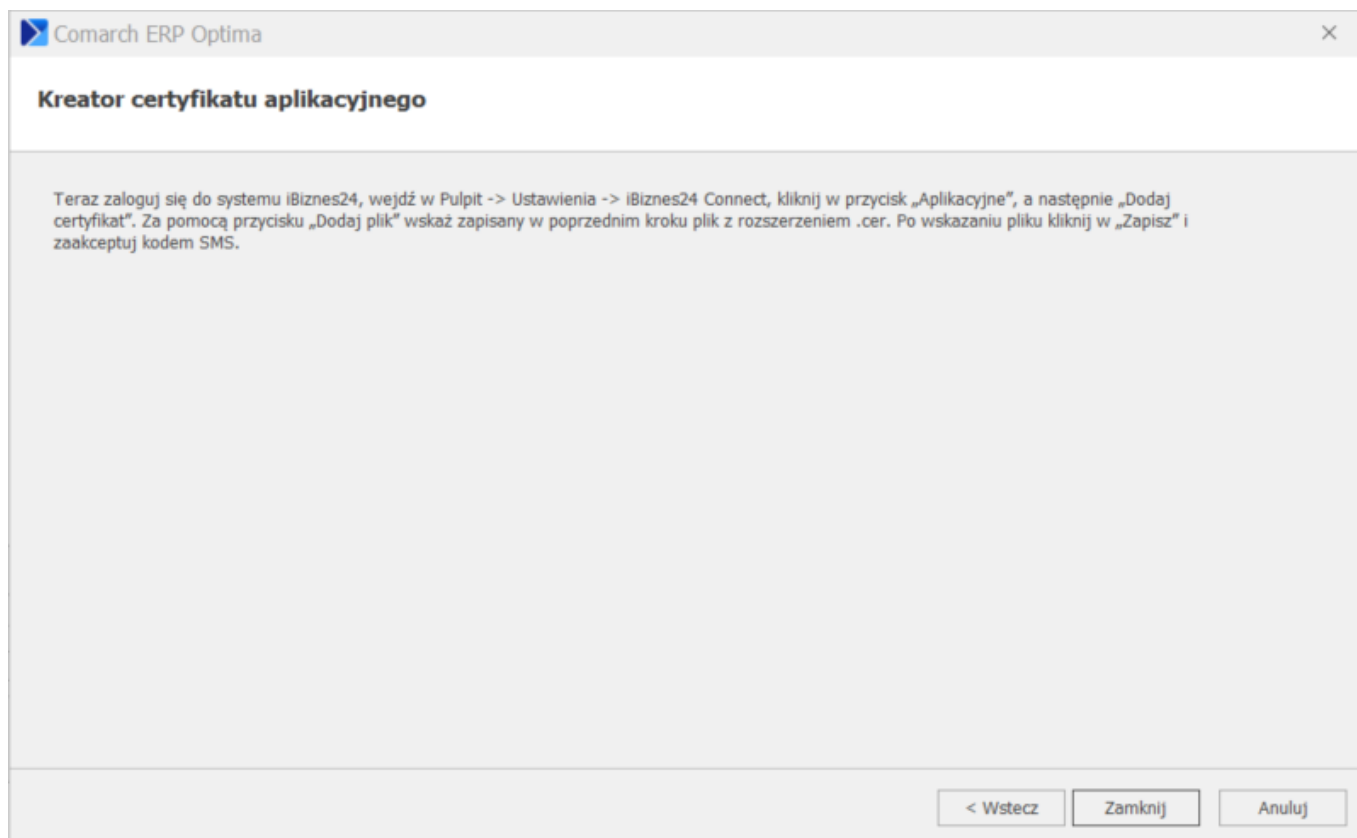 Comarch ERP Optima
Kreator certyfikatu aplikacyjnego
Teraz zaloguj się do systemu iBiznes24, wejdź w Pulpit -> Ustawienia -> iBiznes24 Connect, kliknij w przycisk „Aplikacyjne”, a następnie „Dodaj
certyfikat”. Za pomocą przycisku „Dodaj plik” wskaż zapisany w poprzednim kroku plik z rozszerzeniem .cer. Po wskazaniu pliku kliknij w „Zapisz” i
zaakceptuj kodem SMS.
< Wstecz Zamknij Anuluj